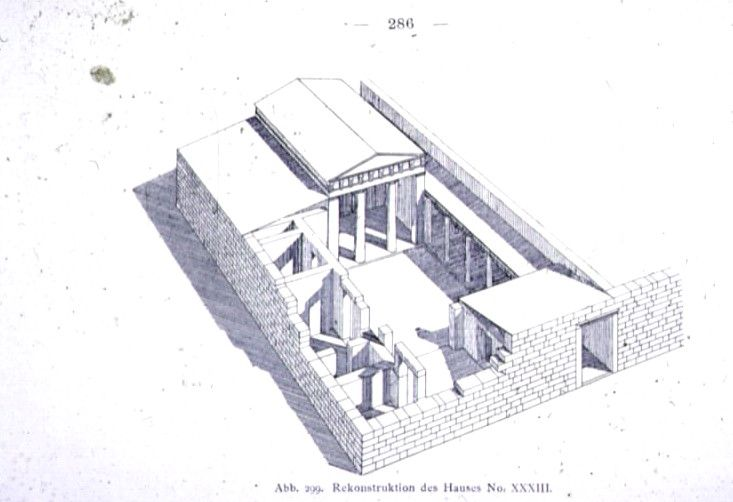 — 286 —
Abb. 299. Rekonstruktion des Hauses No. XXXIII.